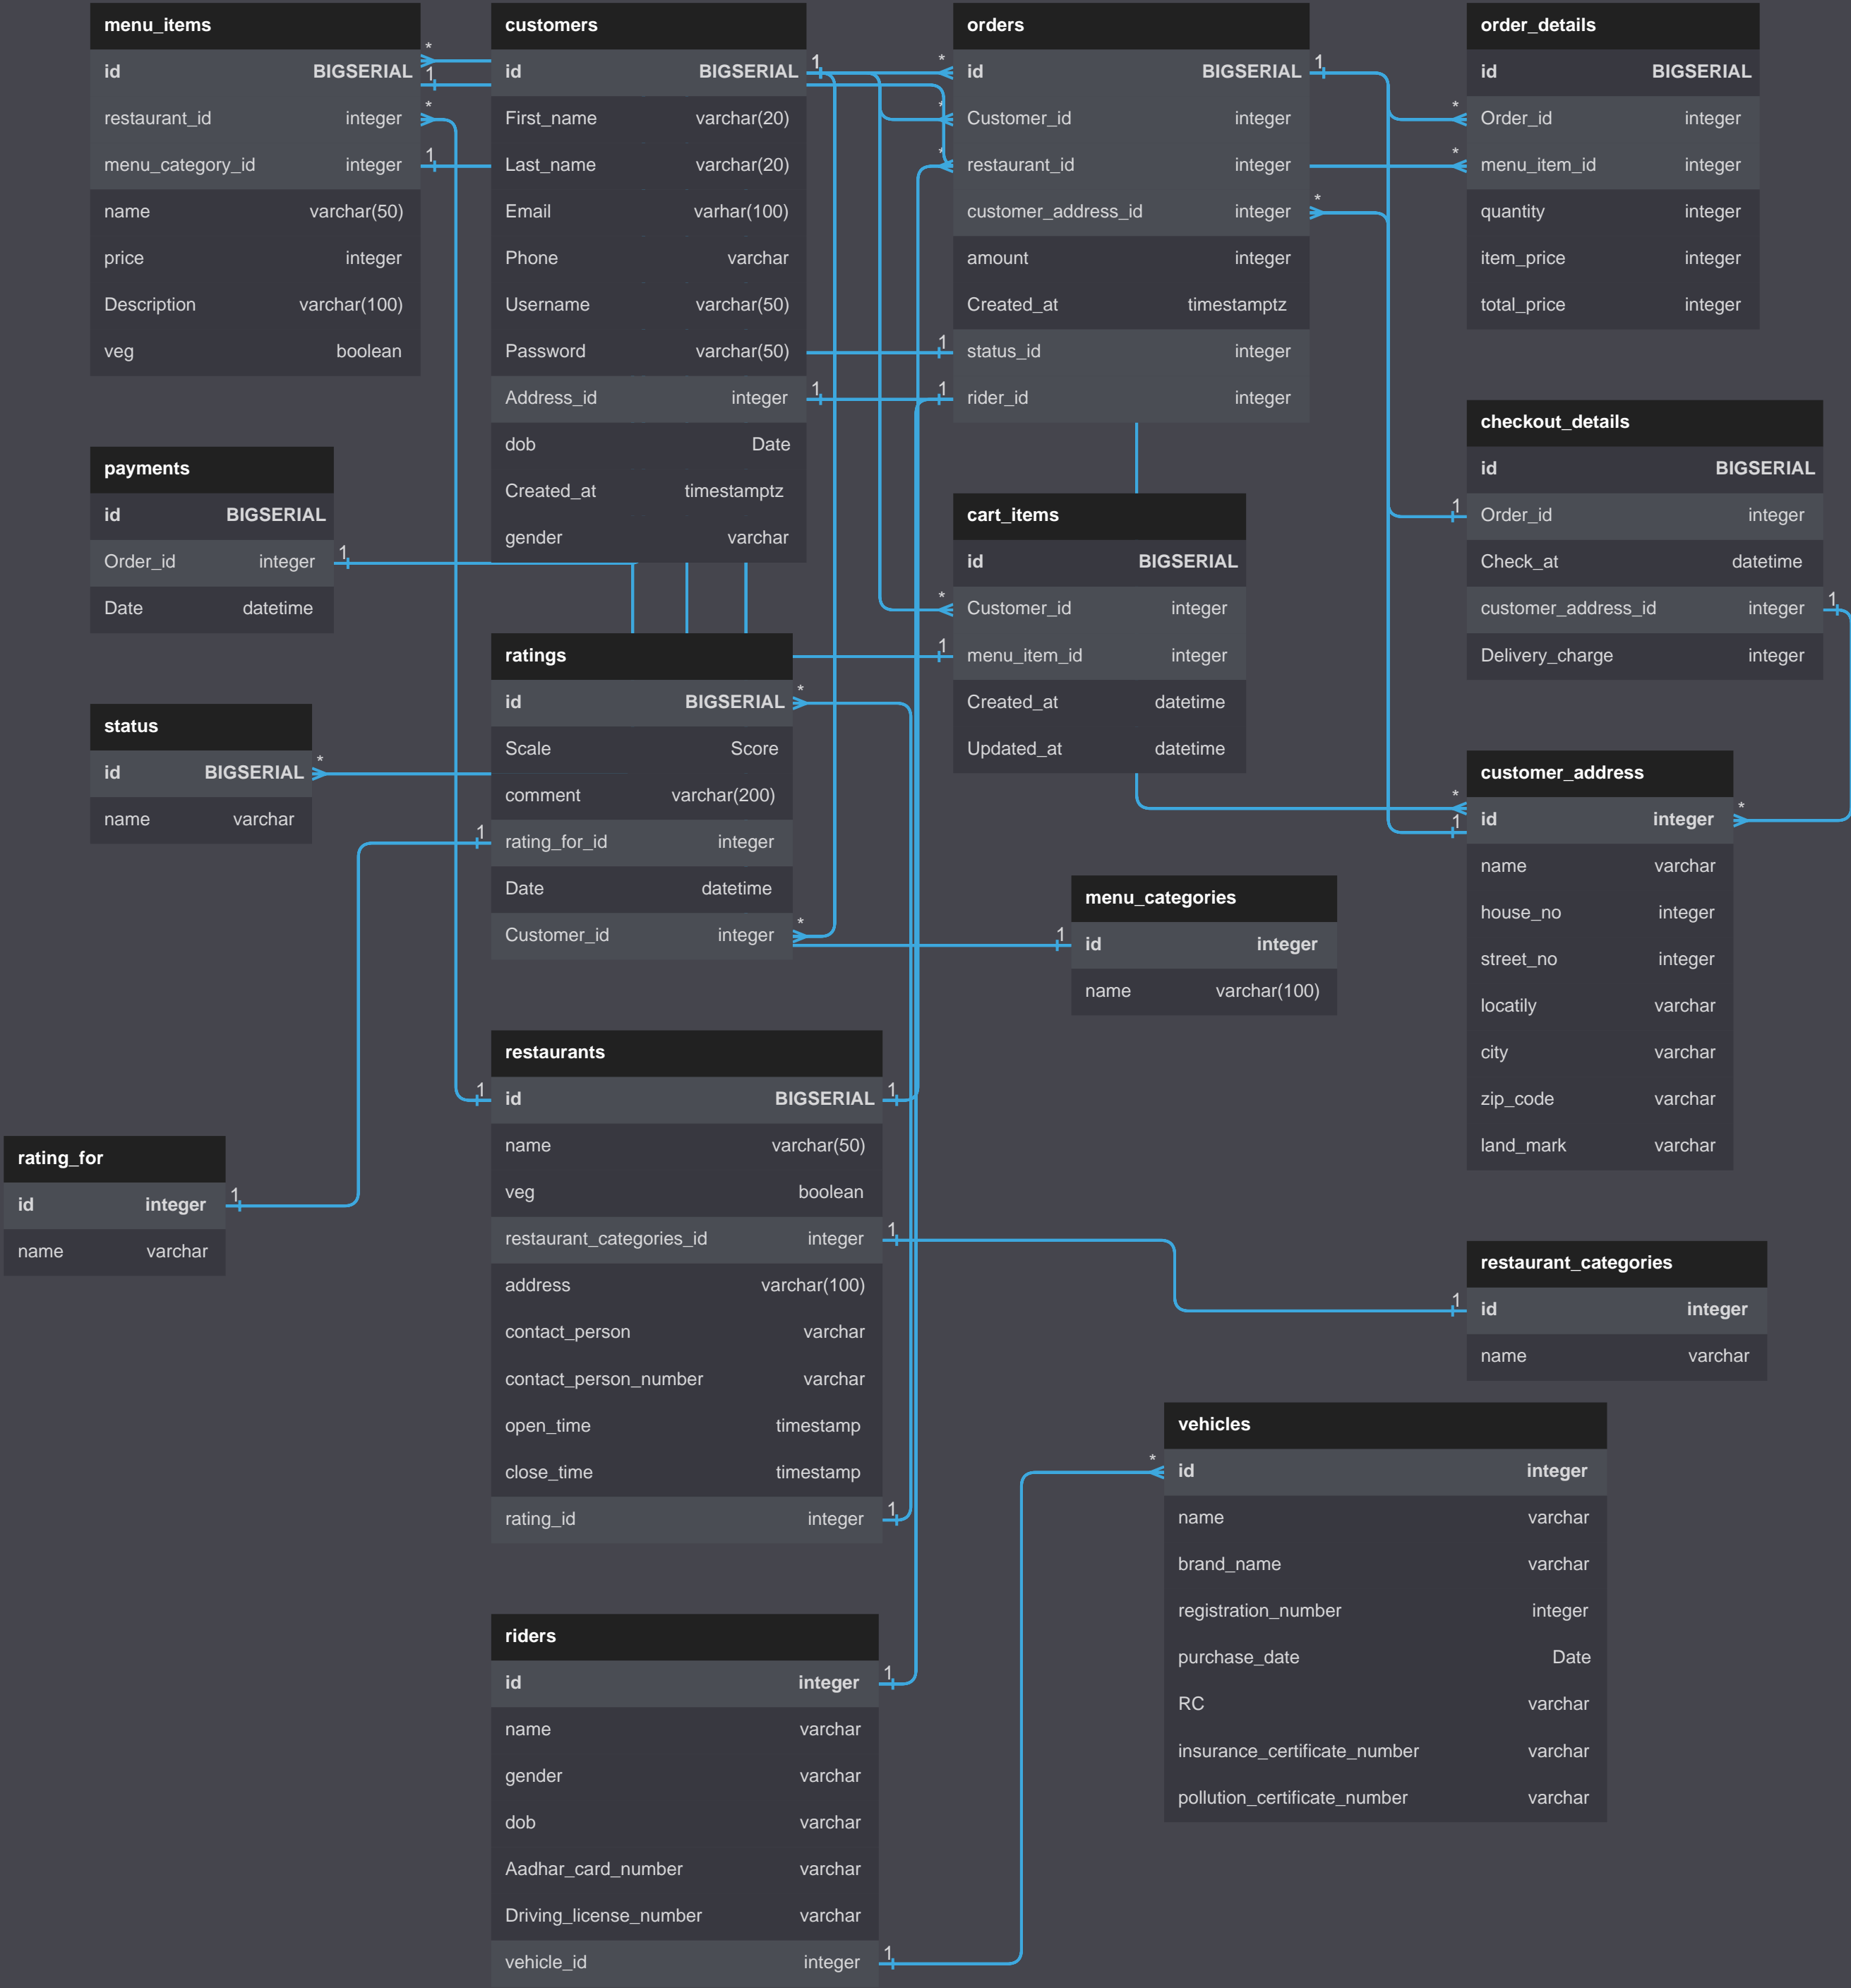 menu_items
id BIGSERIAL
restaurant_id integer
menu_category_id integer
name varchar(50)
price integer
Description varchar(100)
veg boolean
customers
id BIGSERIAL
First_name varchar(20)
Last_name varchar(20)
Email varhar(100)
Phone varchar
Username varchar(50)
Password varchar(50)
Address_id integer
dob Date
Created_at timestamptz
gender varchar
orders
id BIGSERIAL
Customer_id integer
restaurant_id integer
customer_address_id integer
amount integer
Created_at timestamptz
status_id integer
rider_id integer
order_details
id BIGSERIAL
Order_id integer
menu_item_id integer
quantity integer
item_price integer
total_price integer
payments
id BIGSERIAL
Order_id integer
Date datetime
cart_items
id BIGSERIAL
Customer_id integer
menu_item_id integer
Created_at datetime
Updated_at datetime
checkout_details
id BIGSERIAL
Order_id integer
Check_at datetime
customer_address_id integer
Delivery_charge integer
status
id BIGSERIAL
name varchar
ratings
id BIGSERIAL
Scale Score
comment varchar(200)
rating_for_id integer
Date datetime
Customer_id integer
customer_address
id integer
name varchar
house_no integer
street_no integer
locatily varchar
city varchar
zip_code varchar
land_mark varchar
menu_categories
id integer
name varchar(100)
rating_for
id integer
name varchar
restaurants
id BIGSERIAL
name varchar(50)
veg boolean
restaurant_categories_id integer
address varchar(100)
contact_person varchar
contact_person_number varchar
open_time timestamp
close_time timestamp
rating_id integer
restaurant_categories
id integer
name varchar
vehicles
id integer
name varchar
brand_name varchar
registration_number integer
purchase_date Date
RC varchar
insurance_certificate_number varchar
pollution_certificate_number varchar
riders
id integer
name varchar
gender varchar
dob varchar
Aadhar_card_number varchar
Driving_license_number varchar
vehicle_id integer